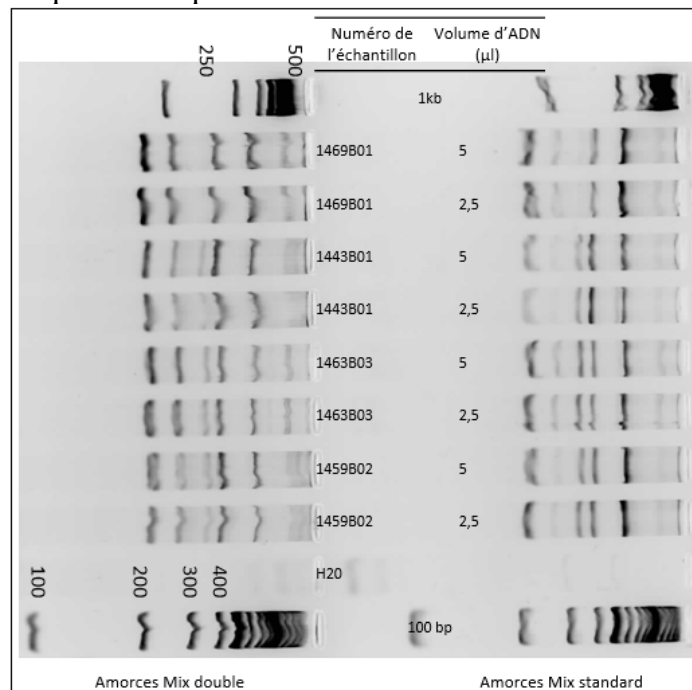 Numéro de l'échantillon
Volume d'ADN (µl)
250
500
1kb
1469B01 5
1469B01 2,5
1443B01 5
1443B01 2,5
1463B03 5
1463B03 2,5
1459B02 5
1459B02 2,5
H20
100
200
300
400
100 bp
Amorces Mix double
Amorces Mix standard